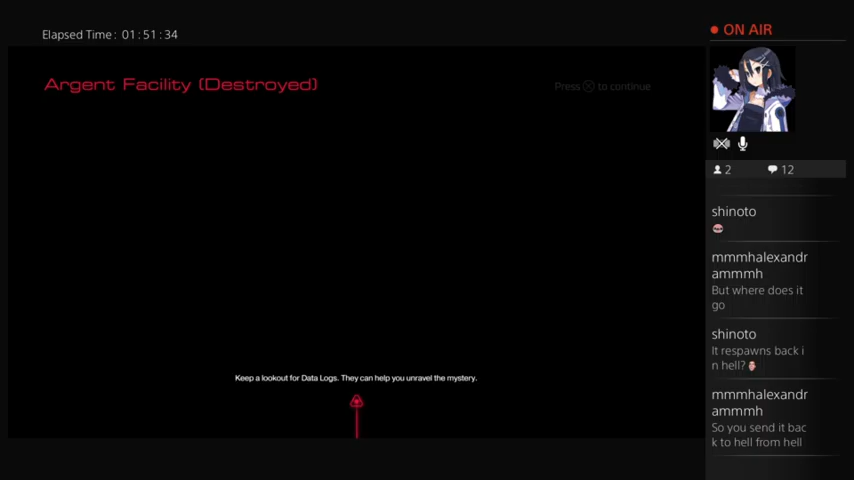 Elapsed Time: 01:51:34
ON AIR
Argent Facility (Destroyed)
Press ⓧ to continue
2
12
shinoto
mmmhalexandr
ammmh
But where does it
go
shinoto
It respawns back i
n hell?
mmmhalexandr
ammmh
So you send it bac
k to hell from hell
Keep a lookout for Data Logs. They can help you unravel the mystery.